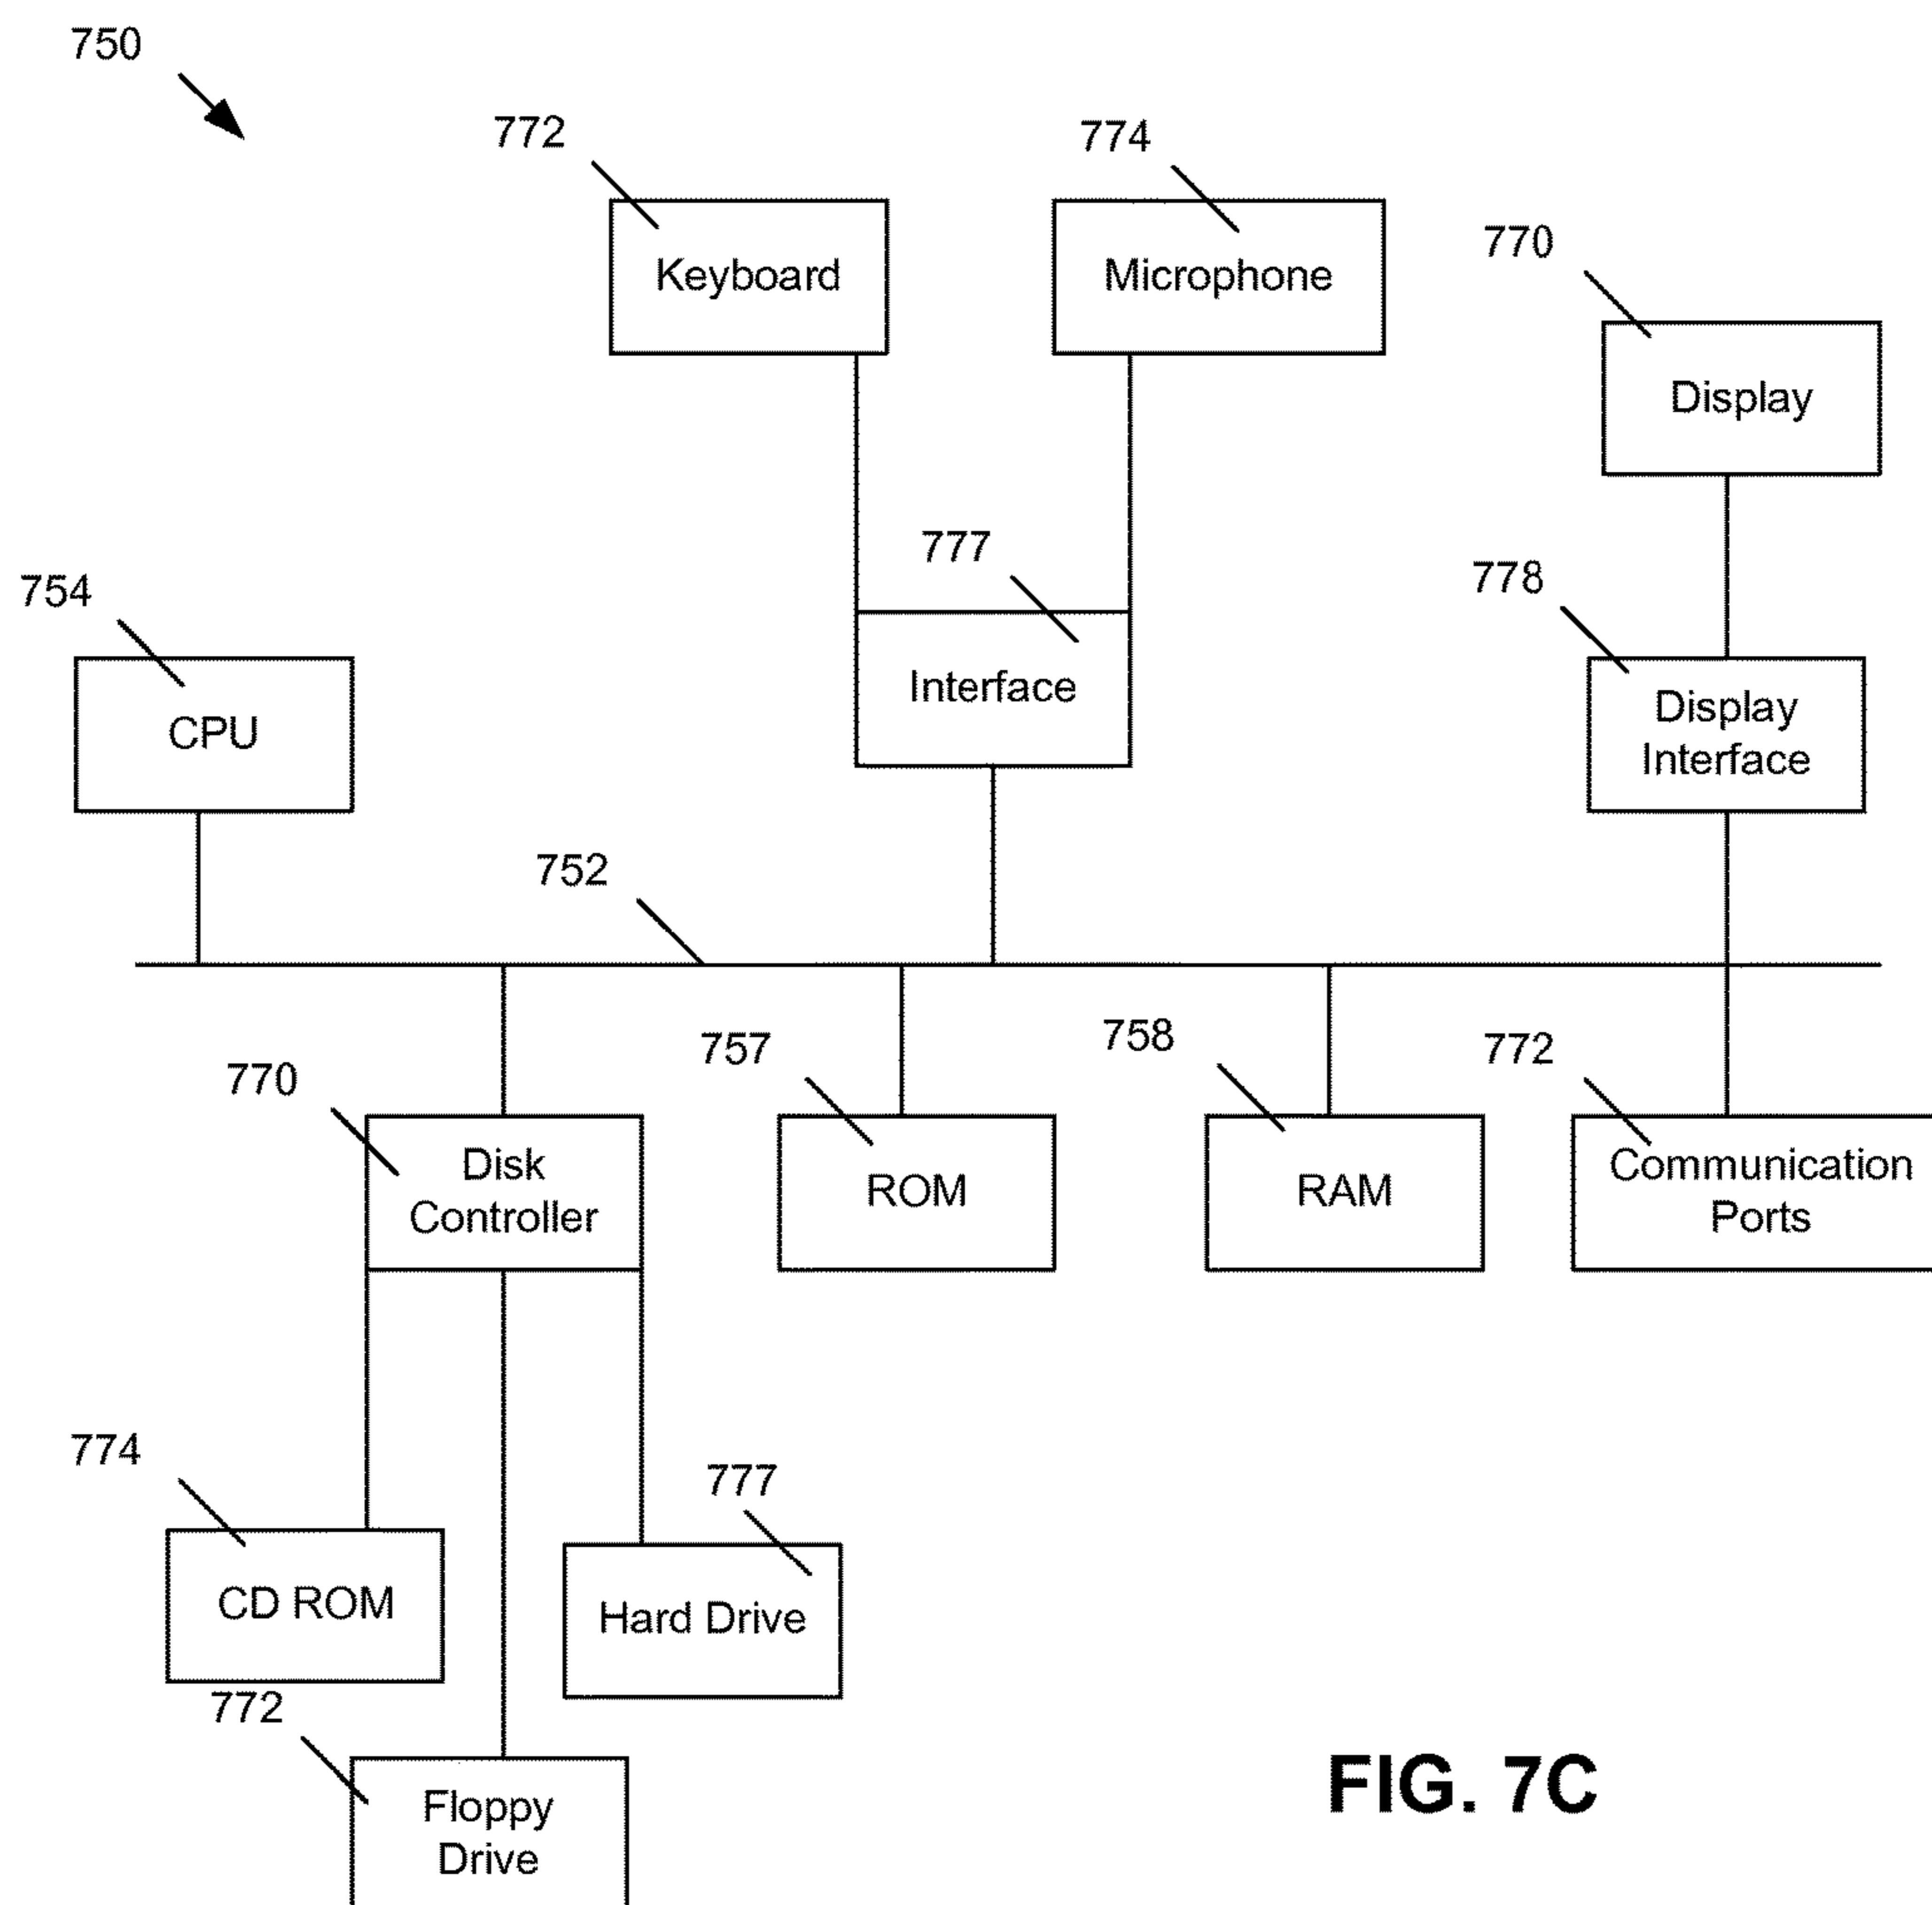 750
772
774
Keyboard
Microphone
770
Display
777
Interface
778
Display
Interface
754
CPU
752
770
Disk
Controller
757
ROM
758
RAM
772
Communication
Ports
774
CD ROM
777
Hard Drive
772
Floppy
Drive
FIG. 7C